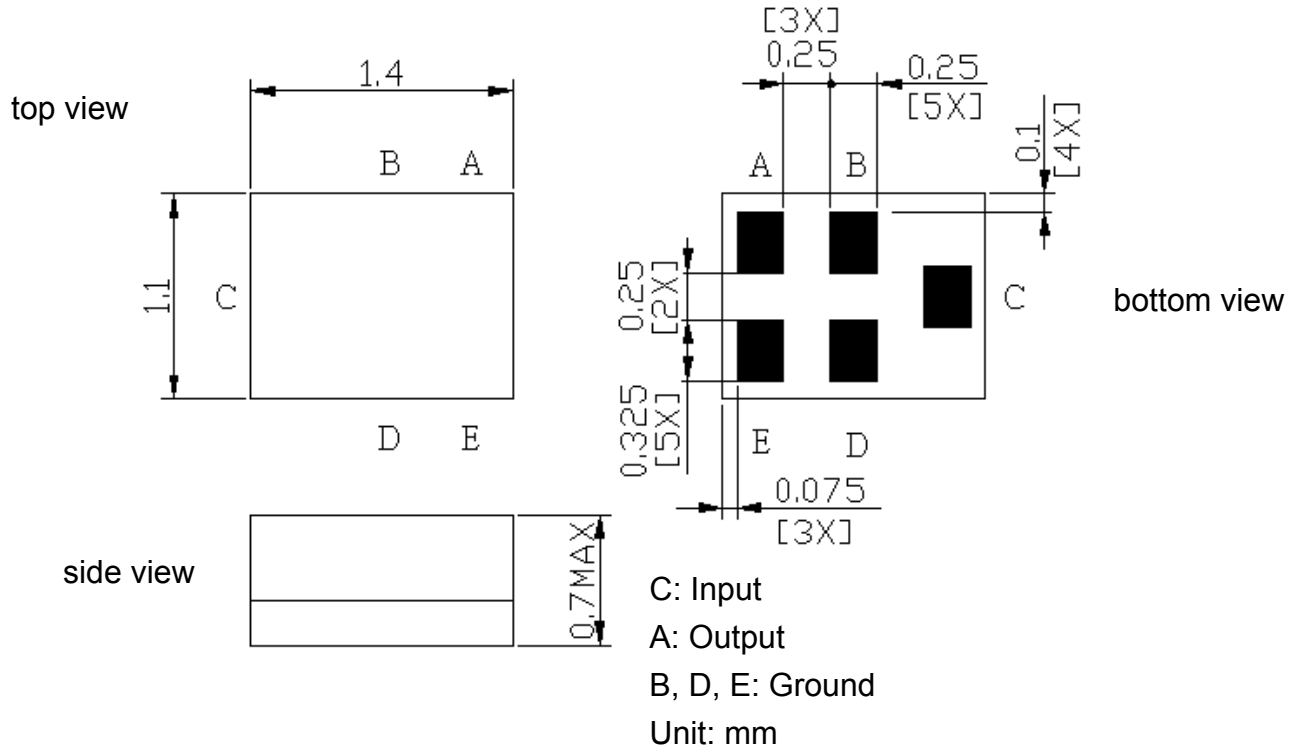 top view
1.4
B A
C
1.1
D E
[3X]
0.25
0.25
[5X]
0.1
[4X]
A B
C
bottom view
0.25
[2X]
0.325
[5X]
E D
0.075
[3X]
side view
0.7MAX
C: Input
A: Output
B, D, E: Ground
Unit: mm